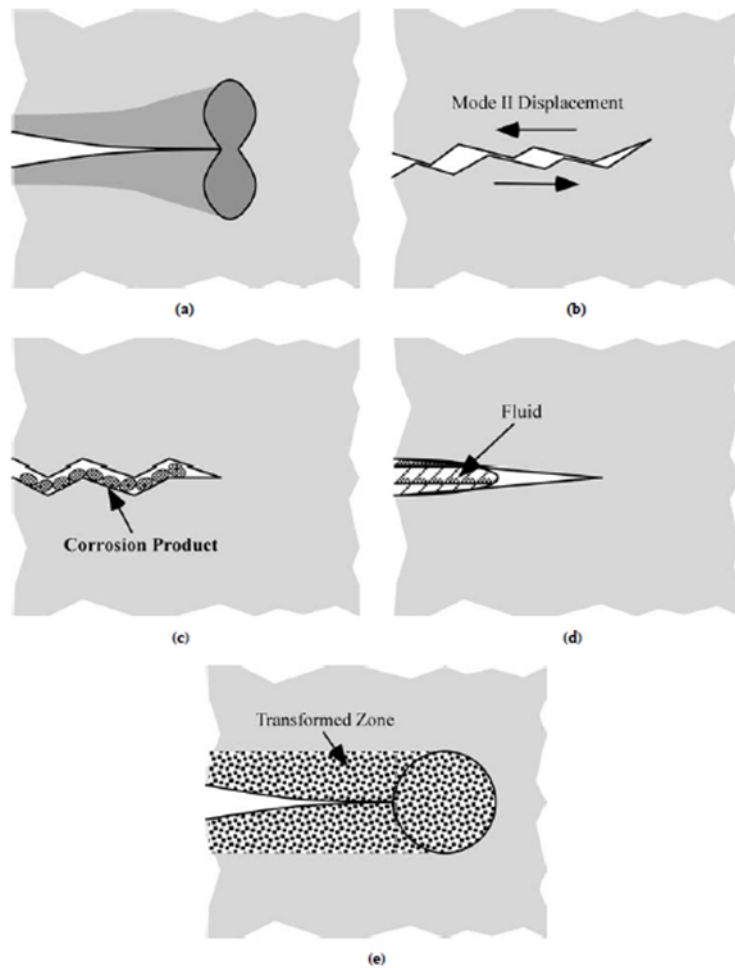 Mode II Displacement
(a)
(b)
Corrosion Product
Fluid
(c)
(d)
Transformed Zone
(e)